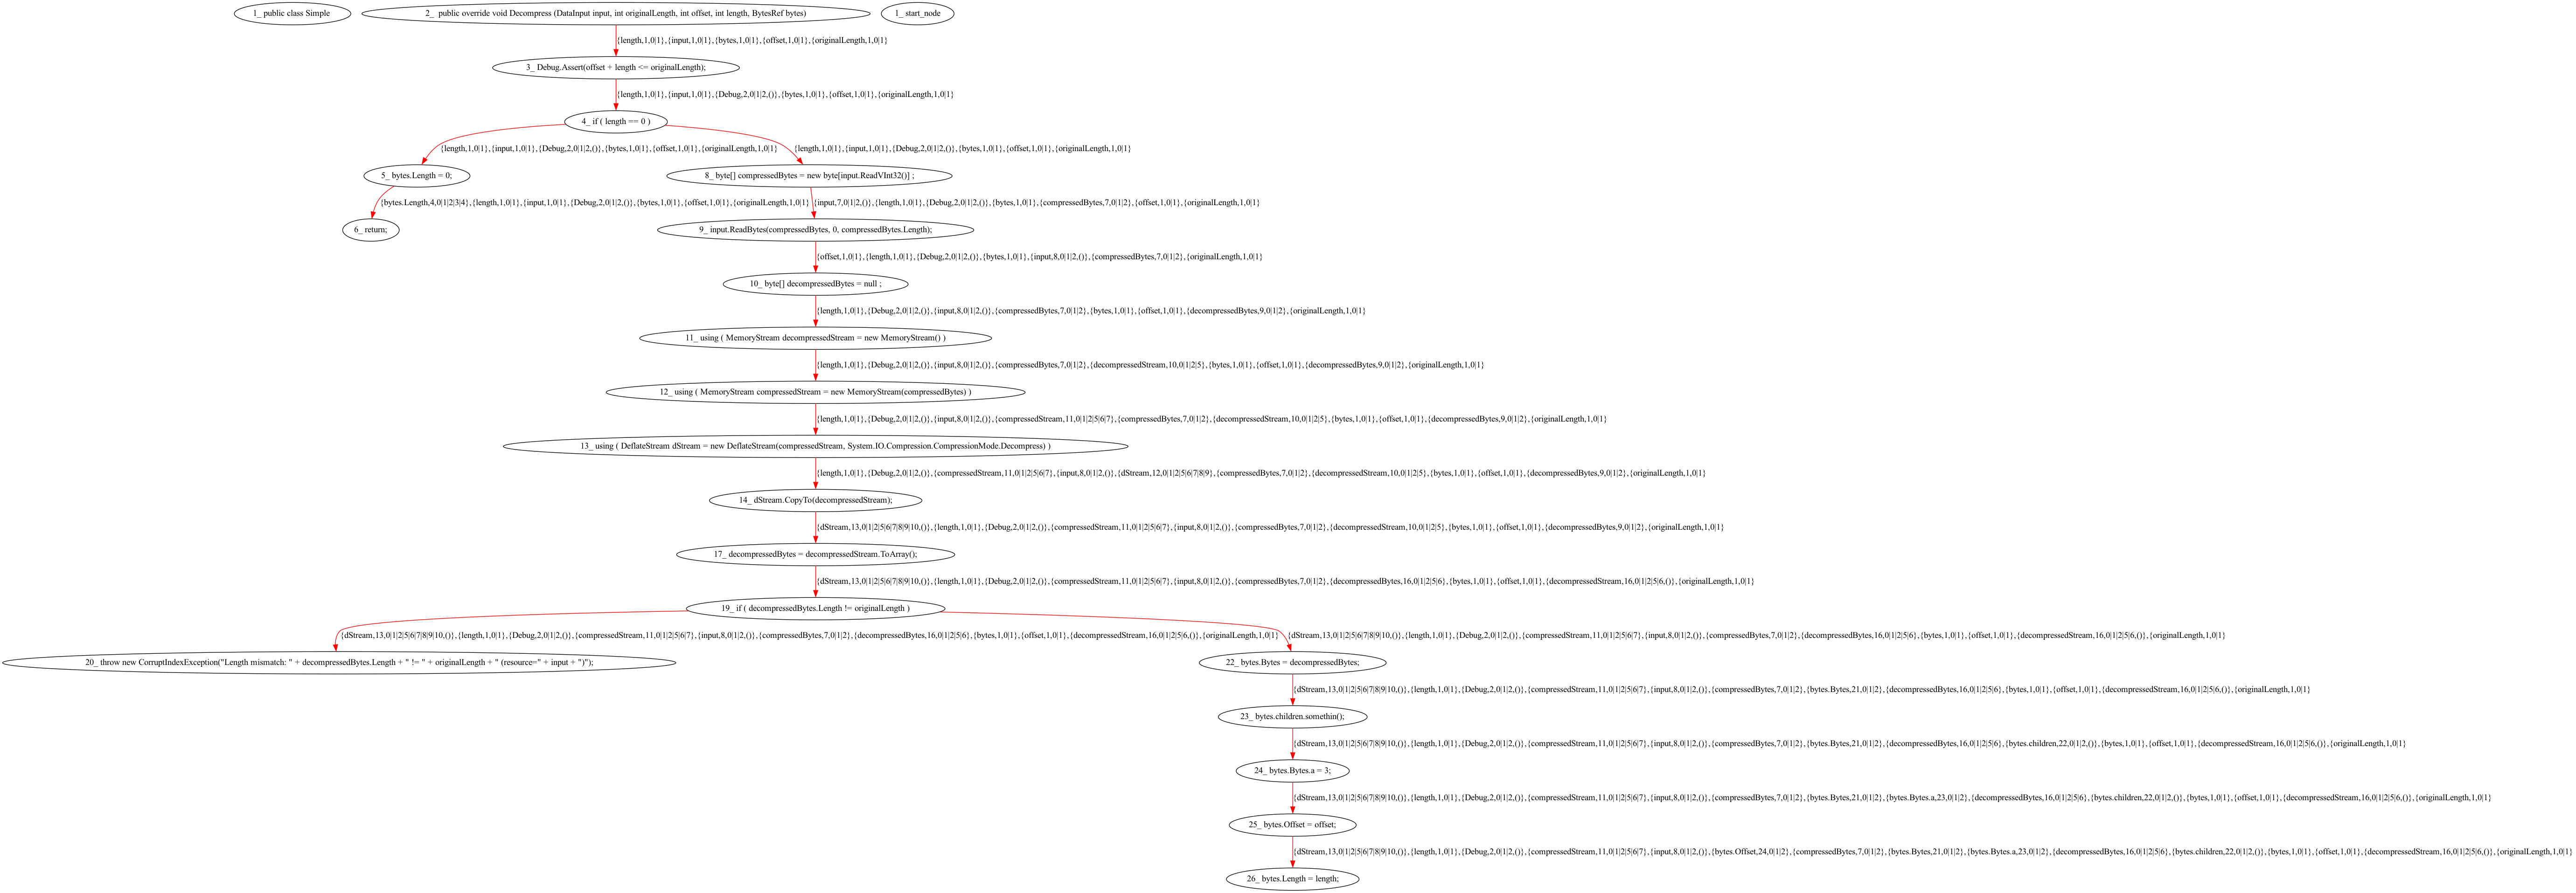 1_ public class Simple
2_ public override void Decompress (DataInput input, int originalLength, int offset, int length, BytesRef bytes)
1_ start_node
{length,1,0|1},{input,1,0|1},{bytes,1,0|1},{offset,1,0|1},{originalLength,1,0|1}
3_ Debug.Assert(offset + length <= originalLength);
{length,1,0|1},{input,1,0|1},{Debug,2,0|1|2,()},{bytes,1,0|1},{offset,1,0|1},{originalLength,1,0|1}
4_ if ( length == 0 )
{length,1,0|1},{input,1,0|1},{Debug,2,0|1|2,()},{bytes,1,0|1},{offset,1,0|1},{originalLength,1,0|1}
{length,1,0|1},{input,1,0|1},{Debug,2,0|1|2,()},{bytes,1,0|1},{offset,1,0|1},{originalLength,1,0|1}
5_ bytes.Length = 0;
8_ byte[] compressedBytes = new byte[input.ReadVInt32()] ;
{bytes.Length,4,0|1|2|3|4},{length,1,0|1},{input,1,0|1},{Debug,2,0|1|2,()},{bytes,1,0|1},{offset,1,0|1},{originalLength,1,0|1}
{input,7,0|1|2,()},{length,1,0|1},{Debug,2,0|1|2,()},{bytes,1,0|1},{compressedBytes,7,0|1|2},{offset,1,0|1},{originalLength,1,0|1}
6_ return;
9_ input.ReadBytes(compressedBytes, 0, compressedBytes.Length);
{offset,1,0|1},{length,1,0|1},{Debug,2,0|1|2,()},{bytes,1,0|1},{input,8,0|1|2,()},{compressedBytes,7,0|1|2},{originalLength,1,0|1}
10_ byte[] decompressedBytes = null ;
{length,1,0|1},{Debug,2,0|1|2,()},{input,8,0|1|2,()},{compressedBytes,7,0|1|2},{bytes,1,0|1},{offset,1,0|1},{decompressedBytes,9,0|1|2},{originalLength,1,0|1}
11_ using ( MemoryStream decompressedStream = new MemoryStream() )
{length,1,0|1},{Debug,2,0|1|2,()},{input,8,0|1|2,()},{compressedBytes,7,0|1|2},{decompressedStream,10,0|1|2|5},{bytes,1,0|1},{offset,1,0|1},{decompressedBytes,9,0|1|2},{originalLength,1,0|1}
12_ using ( MemoryStream compressedStream = new MemoryStream(compressedBytes) )
{length,1,0|1},{Debug,2,0|1|2,()},{input,8,0|1|2,()},{compressedStream,11,0|1|2|5|6|7},{compressedBytes,7,0|1|2},{decompressedStream,10,0|1|2|5},{bytes,1,0|1},{offset,1,0|1},{decompressedBytes,9,0|1|2},{originalLength,1,0|1}
13_ using ( DeflateStream dStream = new DeflateStream(compressedStream, System.IO.Compression.CompressionMode.Decompress) )
{length,1,0|1},{Debug,2,0|1|2,()},{compressedStream,11,0|1|2|5|6|7},{input,8,0|1|2,()},{dStream,12,0|1|2|5|6|7|8|9},{compressedBytes,7,0|1|2},{decompressedStream,10,0|1|2|5},{bytes,1,0|1},{offset,1,0|1},{decompressedBytes,9,0|1|2},{originalLength,1,0|1}
14_ dStream.CopyTo(decompressedStream);
{dStream,13,0|1|2|5|6|7|8|9|10,()},{length,1,0|1},{Debug,2,0|1|2,()},{compressedStream,11,0|1|2|5|6|7},{input,8,0|1|2,()},{compressedBytes,7,0|1|2},{decompressedStream,10,0|1|2|5},{bytes,1,0|1},{offset,1,0|1},{decompressedBytes,9,0|1|2},{originalLength,1,0|1}
17_ decompressedBytes = decompressedStream.ToArray();
{dStream,13,0|1|2|5|6|7|8|9|10,()},{length,1,0|1},{Debug,2,0|1|2,()},{compressedStream,11,0|1|2|5|6|7},{input,8,0|1|2,()},{compressedBytes,7,0|1|2},{decompressedBytes,16,0|1|2|5|6},{bytes,1,0|1},{offset,1,0|1},{decompressedStream,16,0|1|2|5|6,()},{originalLength,1,0|1}
19_ if ( decompressedBytes.Length != originalLength )
{dStream,13,0|1|2|5|6|7|8|9|10,()},{length,1,0|1},{Debug,2,0|1|2,()},{compressedStream,11,0|1|2|5|6|7},{input,8,0|1|2,()},{compressedBytes,7,0|1|2},{decompressedBytes,16,0|1|2|5|6},{bytes,1,0|1},{offset,1,0|1},{decompressedStream,16,0|1|2|5|6,()},{originalLength,1,0|1}
{dStream,13,0|1|2|5|6|7|8|9|10,()},{length,1,0|1},{Debug,2,0|1|2,()},{compressedStream,11,0|1|2|5|6|7},{input,8,0|1|2,()},{compressedBytes,7,0|1|2},{decompressedBytes,16,0|1|2|5|6},{bytes,1,0|1},{offset,1,0|1},{decompressedStream,16,0|1|2|5|6,()},{originalLength,1,0|1}
20_ throw new CorruptIndexException("Length mismatch: " + decompressedBytes.Length + " != " + originalLength + " (resource=" + input + ")");
22_ bytes.Bytes = decompressedBytes;
{dStream,13,0|1|2|5|6|7|8|9|10,()},{length,1,0|1},{Debug,2,0|1|2,()},{compressedStream,11,0|1|2|5|6|7},{input,8,0|1|2,()},{compressedBytes,7,0|1|2},{bytes.Bytes,21,0|1|2},{decompressedBytes,16,0|1|2|5|6},{bytes,1,0|1},{offset,1,0|1},{decompressedStream,16,0|1|2|5|6,()},{originalLength,1,0|1}
23_ bytes.children.somethin();
{dStream,13,0|1|2|5|6|7|8|9|10,()},{length,1,0|1},{Debug,2,0|1|2,()},{compressedStream,11,0|1|2|5|6|7},{input,8,0|1|2,()},{compressedBytes,7,0|1|2},{bytes.Bytes,21,0|1|2},{decompressedBytes,16,0|1|2|5|6},{bytes.children,22,0|1|2,()},{bytes,1,0|1},{offset,1,0|1},{decompressedStream,16,0|1|2|5|6,()},{originalLength,1,0|1}
24_ bytes.Bytes.a = 3;
{dStream,13,0|1|2|5|6|7|8|9|10,()},{length,1,0|1},{Debug,2,0|1|2,()},{compressedStream,11,0|1|2|5|6|7},{input,8,0|1|2,()},{compressedBytes,7,0|1|2},{bytes.Bytes,21,0|1|2},{bytes.Bytes.a,23,0|1|2},{decompressedBytes,16,0|1|2|5|6},{bytes.children,22,0|1|2,()},{bytes,1,0|1},{offset,1,0|1},{decompressedStream,16,0|1|2|5|6,()},{originalLength,1,0|1}
25_ bytes.Offset = offset;
{dStream,13,0|1|2|5|6|7|8|9|10,()},{length,1,0|1},{Debug,2,0|1|2,()},{compressedStream,11,0|1|2|5|6|7},{input,8,0|1|2,()},{bytes.Offset,24,0|1|2},{compressedBytes,7,0|1|2},{bytes.Bytes,21,0|1|2},{bytes.Bytes.a,23,0|1|2},{decompressedBytes,16,0|1|2|5|6},{bytes.children,22,0|1|2,()},{bytes,1,0|1},{offset,1,0|1},{decompressedStream,16,0|1|2|5|6,()},{originalLength,1,0|1}
26_ bytes.Length = length;